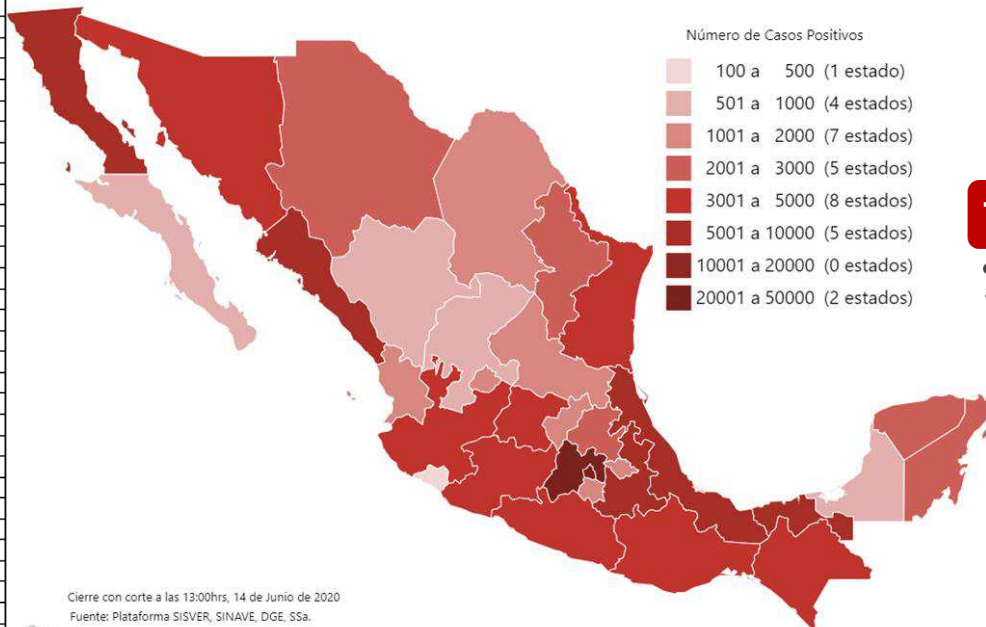 Número de Casos Positivos
100 a 500 (1 estado)
501 a 1000 (4 estados)
1001 a 2000 (7 estados)
2001 a 3000 (5 estados)
3001 a 5000 (8 estados)
5001 a 10000 (5 estados)
10001 a 20000 (0 estados)
20001 a 50000 (2 estados)
Cierre con corte a las 13:00hrs, 14 de Junio de 2020
Fuente: Plataforma SISVER, SINAVE, DGE, SSa.